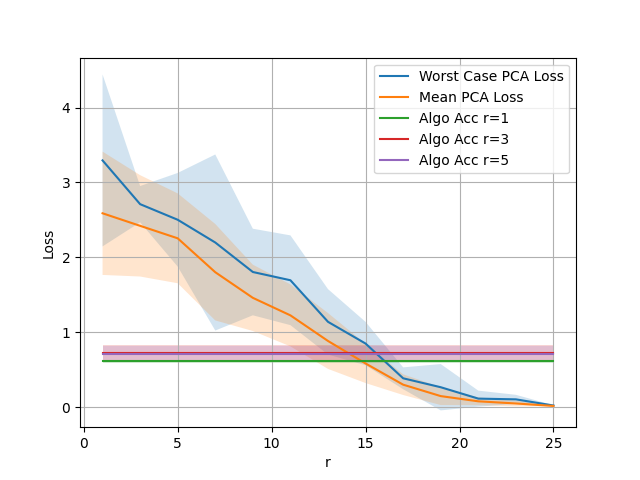 Worst Case PCA Loss
Mean PCA Loss
Algo Acc r=1
Algo Acc r=3
Algo Acc r=5
Loss
4
3
2
1
0
0 5 10 15 20 25
r